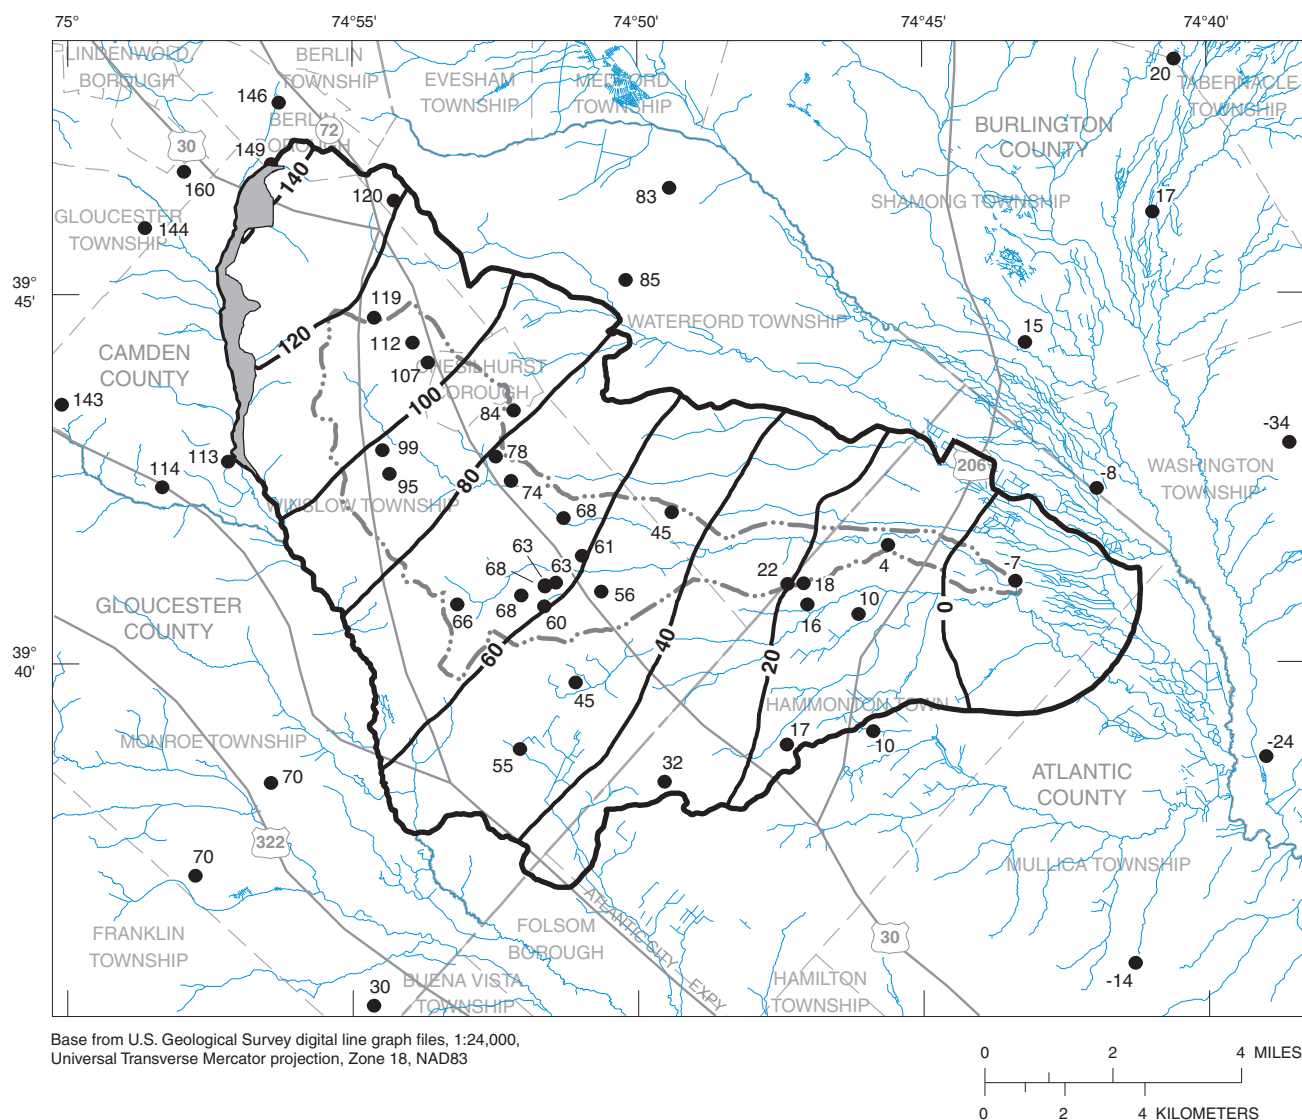 75°
74°55'
74°50'
74°45'
74°40'
LINDENWOLD
BOROUGH
BERLIN
TOWNSHIP
EVESHAM
TOWNSHIP
MEDFORD
TOWNSHIP
20
TABERNACLE
TOWNSHIP
146
BERLIN
BOROUGH
72
30
149
140
160
120
83
BURLINGTON
COUNTY
SHAMONG TOWNSHIP
17
GLOUCESTER
TOWNSHIP
144
39°
45'
85
119
WATERFORD TOWNSHIP
15
120
112
CAMDEN
COUNTY
107
CHESILHURST
BOROUGH
100
143
84
-34
99
78
113
114
95
80
74
206
-8
WASHINGTON
TOWNSHIP
WINSLOW TOWNSHIP
68
45
63
61
68
63
4
-7
22
18
56
GLOUCESTER
COUNTY
66
68
60
16
10
0
39°
40'
60
40
20
45
HAMMONTON TOWN
MONROE TOWNSHIP
17
10
-24
55
32
70
ATLANTIC
COUNTY
322
70
MULLICA TOWNSHIP
ATLANTIC CITY EXPY
FRANKLIN
TOWNSHIP
FOLSOM
BOROUGH
30
-14
30
BUENA VISTA
TOWNSHIP
HAMILTON
TOWNSHIP
Base from U.S. Geological Survey digital line graph files, 1:24,000,
Universal Transverse Mercator projection, Zone 18, NAD83
0 2 4 MILES
0 2 4 KILOMETERS